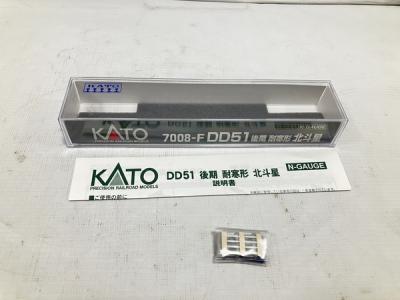 KATO
KATO 7008-F DD51 後期 耐寒形 北斗星
N-GAUGE
KATO DD51 後期 耐寒形 北斗星
PRECISION RAILROAD MODELS
説明書
■ご使用の前に